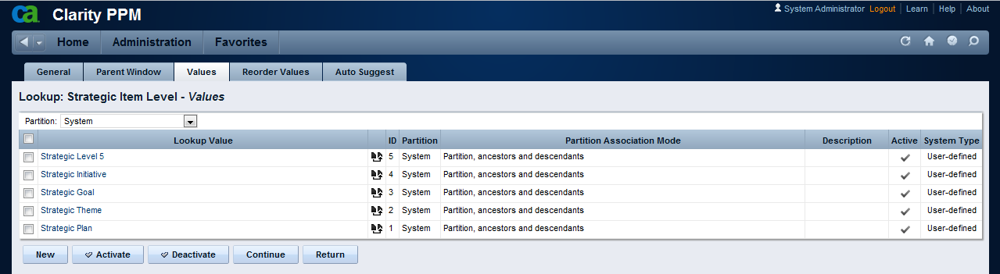 ca Clarity PPM
System Administrator Logout Learn Help About
Home Administration Favorites
General Parent Window Values Reorder Values Auto Suggest
Lookup: Strategic Item Level - Values
Partition: System
Lookup Value ID Partition Partition Association Mode Description Active System Type
Strategic Level 5 5 System Partition, ancestors and descendants User-defined
Strategic Initiative 4 System Partition, ancestors and descendants User-defined
Strategic Goal 3 System Partition, ancestors and descendants User-defined
Strategic Theme 2 System Partition, ancestors and descendants User-defined
Strategic Plan 1 System Partition, ancestors and descendants User-defined
New Activate Deactivate Continue Return